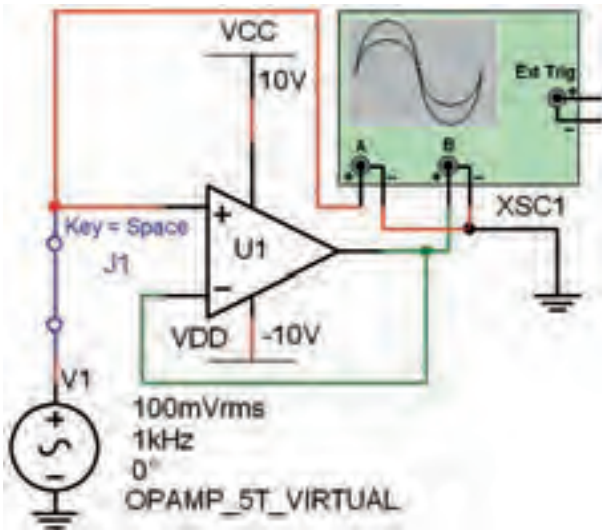 VCC
10V
Ext Trig
+
-
A
B
+ - + -
XSC1
Key = Space
J1
+
U1
-
VDD
-10V
V1
+
-
100mVrms
1kHz
0°
OPAMP_5T_VIRTUAL